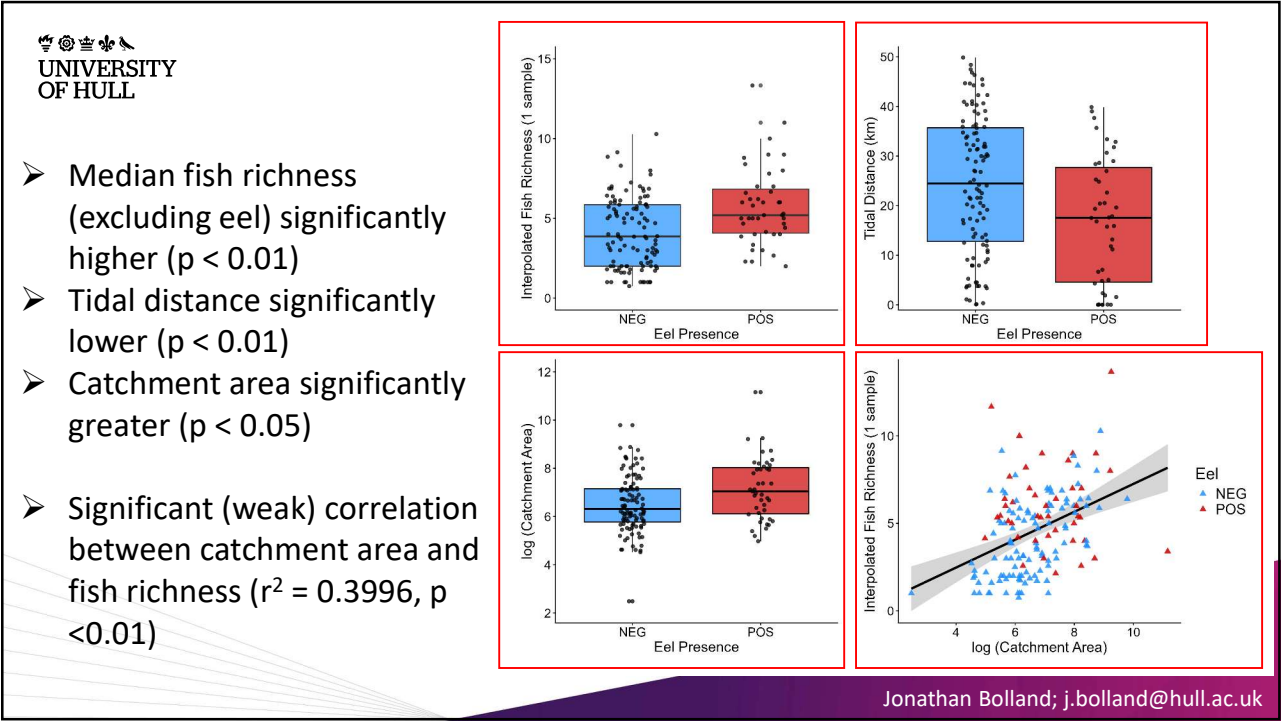 UNIVERSITY
OF HULL
➢ Median fish richness
(excluding eel) significantly
higher (p < 0.01)
➢ Tidal distance significantly
lower (p < 0.01)
➢ Catchment area significantly
greater (p < 0.05)
➢ Significant (weak) correlation
between catchment area and
fish richness (r² = 0.3996, p
<0.01)
Interpolated Fish Richness (1 sample)
15
10
5
0
NEG POS
Eel Presence
Tidal Distance (km)
50
40
30
20
10
0
NEG POS
Eel Presence
log (Catchment Area)
12
10
8
6
4
2
NEG POS
Eel Presence
Interpolated Fish Richness (1 sample)
10
5
0
4 6 8 10
log (Catchment Area)
Eel
NEG
POS
Jonathan Bolland; j.bolland@hull.ac.uk